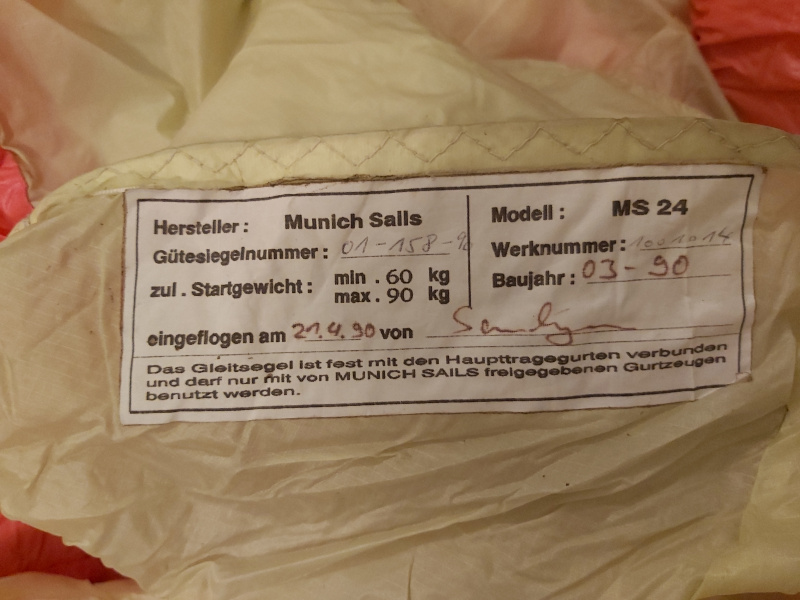 Hersteller : Munich Sails
Modell : MS 24
Gütesiegelnummer : 01-158-90
Werknummer :
zul . Startgewicht : min . 60 kg
max . 90 kg
Baujahr : 03-90
eingeflogen am 21.4.90 von
Das Gleitsegel ist fest mit den Haupttragegurten verbunden
und darf nur mit von MUNICH SAILS freigegebenen Gurtzeugen
benutzt werden.